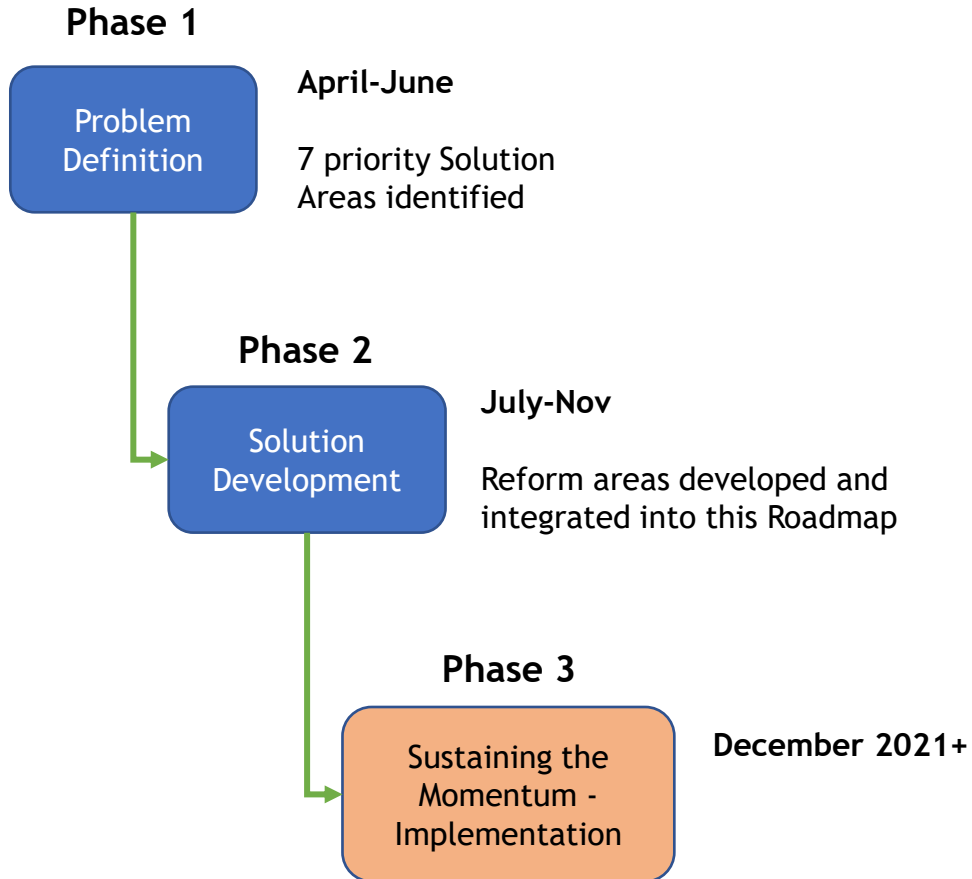 Phase 1
Problem
Definition
April-June
7 priority Solution
Areas identified
Phase 2
Solution
Development
July-Nov
Reform areas developed and
integrated into this Roadmap
Phase 3
Sustaining the
Momentum -
Implementation
December 2021+